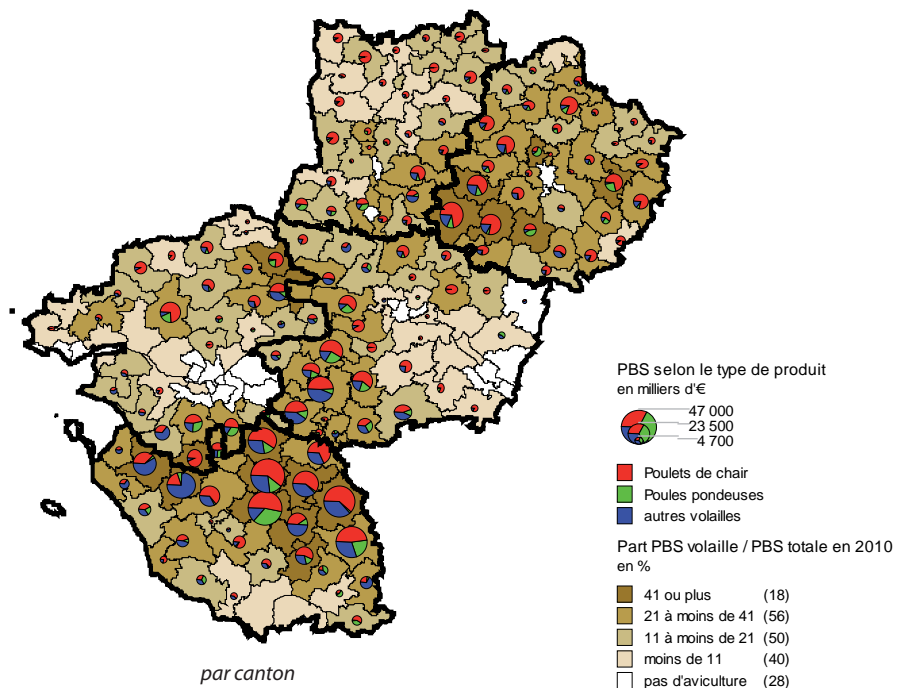 PBS selon le type de produit
en milliers d'€
47 000
23 500
4 700
Poulets de chair
Poules pondeuses
autres volailles
Part PBS volaille / PBS totale en 2010
en %
41 ou plus (18)
21 à moins de 41 (56)
11 à moins de 21 (50)
moins de 11 (40)
pas d'aviculture (28)
par canton